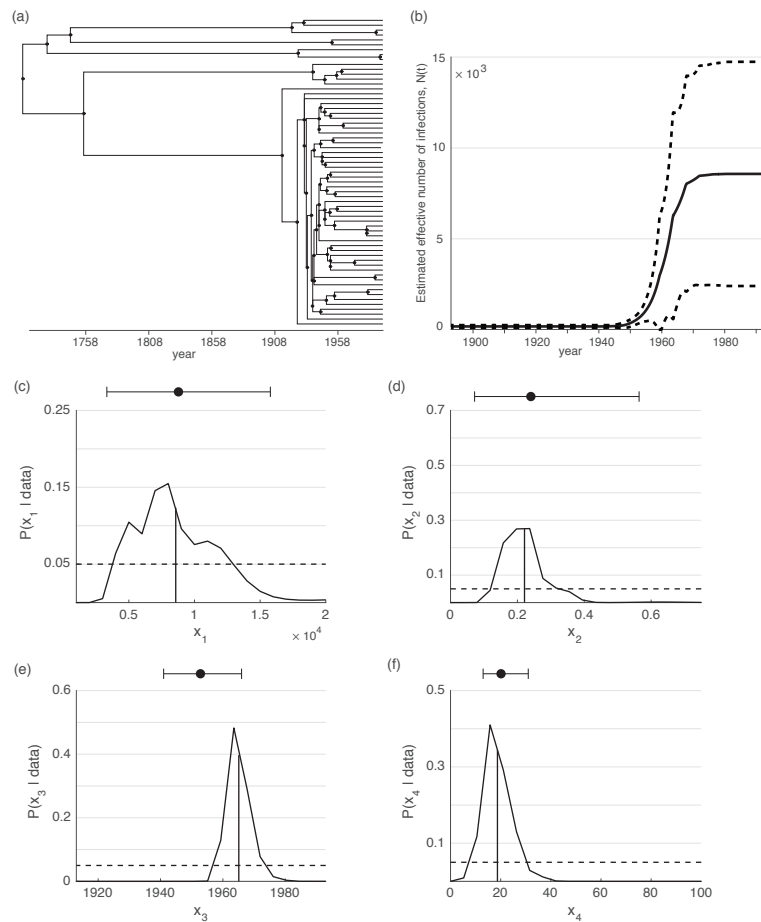 (a)
1758 1808 1858 1908 1958
year
(b)
Estimated effective number of infections, N(t)
× 10³
15
10
5
0
1900 1920 1940 1960 1980
year
(c)
P(x₁ | data)
0.25
0.15
0.05
0.5 1 1.5 2
x₁
× 10⁴
(d)
P(x₂ | data)
0.7
0.5
0.3
0.1
0 0.2 0.4 0.6
x₂
(e)
P(x₃ | data)
0.6
0.4
0.2
0
1920 1940 1960 1980
x₃
(f)
P(x₄ | data)
0.5
0.3
0.1
0 20 40 60 80 100
x₄